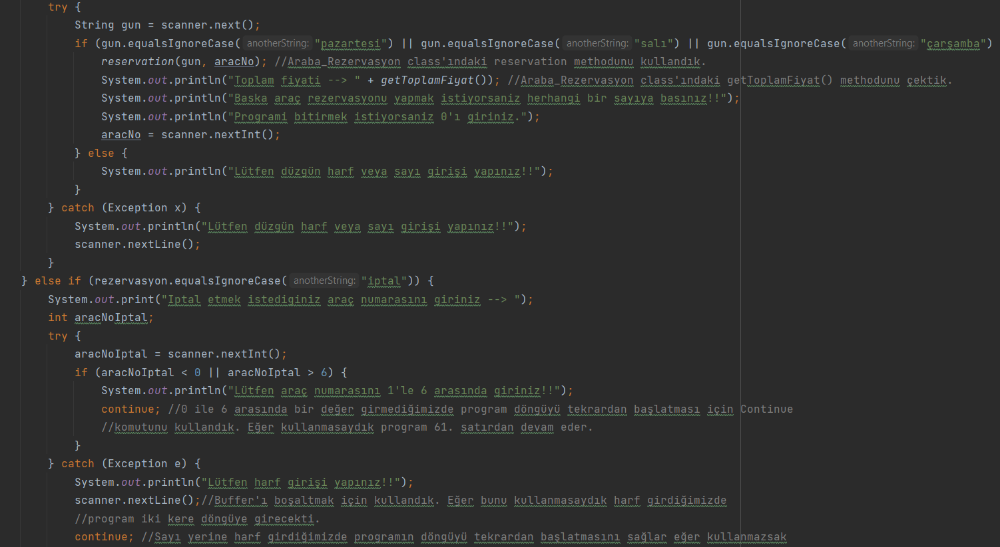 try {
String gun = scanner.next();
if (gun.equalsIgnoreCase( anotherString: "pazartesi") || gun.equalsIgnoreCase( anotherString: "salı") || gun.equalsIgnoreCase( anotherString: "çarşamba")
reservation(gun, aracNo); //Araba_Rezervasyon class'ındaki reservation methodunu kullandık.
System.out.println("Toplam fiyati --> " + getToplamFiyat()); //Araba_Rezervasyon class'ındaki getToplamFiyat() methodunu çektik.
System.out.println("Baska araç rezervasyonu yapmak istiyorsaniz herhangi bir sayıya basınız!!");
System.out.println("Programi bitirmek istiyorsaniz 0'ı giriniz.");
aracNo = scanner.nextInt();
} else {
System.out.println("Lütfen düzgün harf veya sayı girişi yapınız!!");
}
} catch (Exception x) {
System.out.println("Lütfen düzgün harf veya sayı girişi yapınız!!");
scanner.nextLine();
}
} else if (rezervasyon.equalsIgnoreCase( anotherString: "iptal")) {
System.out.print("Iptal etmek istediginiz araç numarasını giriniz --> ");
int aracNoIptal;
try {
aracNoIptal = scanner.nextInt();
if (aracNoIptal < 0 || aracNoIptal > 6) {
System.out.println("Lütfen araç numarasını 1'le 6 arasında giriniz!!");
continue; //0 ile 6 arasında bir değer girmediğimizde program döngüyü tekrardan başlatması için Continue
//komutunu kullandık. Eğer kullanmasaydık program 61. satırdan devam eder.
}
} catch (Exception e) {
System.out.println("Lütfen harf girişi yapınız!!");
scanner.nextLine();//Buffer'ı boşaltmak için kullandık. Eğer bunu kullanmasaydık harf girdiğimizde
//program iki kere döngüye girecekti.
continue; //Sayı yerine harf girdiğimizde programın döngüyü tekrardan başlatmasını sağlar eğer kullanmazsak